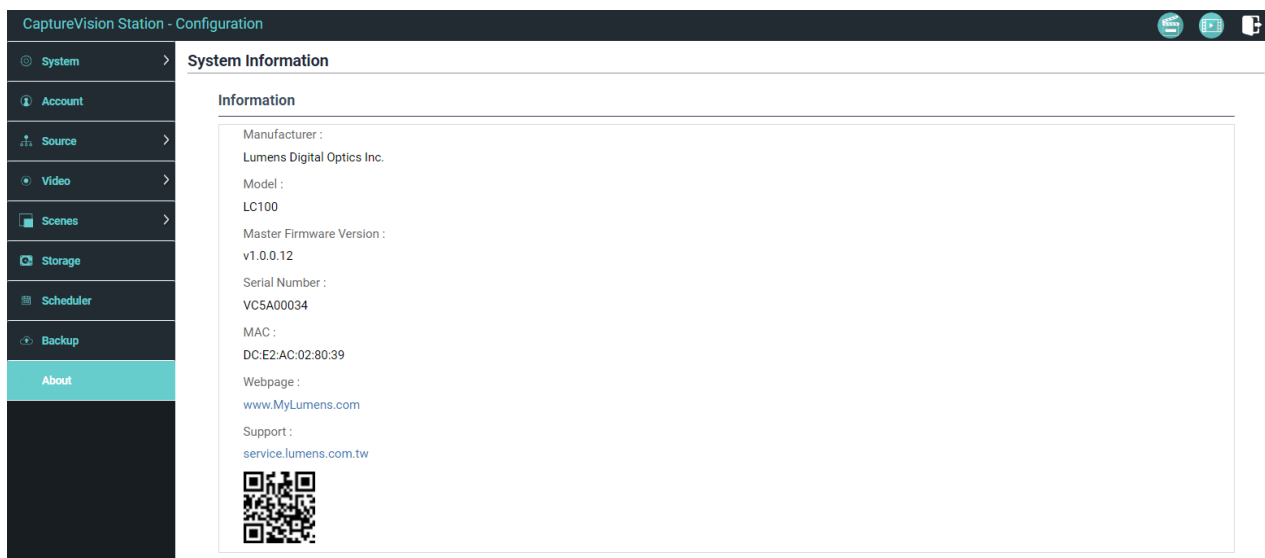 CaptureVision Station - Configuration
System
Account
Source
Video
Scenes
Storage
Scheduler
Backup
About
System Information
Information
Manufacturer :
Lumens Digital Optics Inc.
Model :
LC100
Master Firmware Version :
v1.0.0.12
Serial Number :
VC5A00034
MAC :
DC:E2:AC:02:80:39
Webpage :
www.MyLumens.com
Support :
service.lumens.com.tw